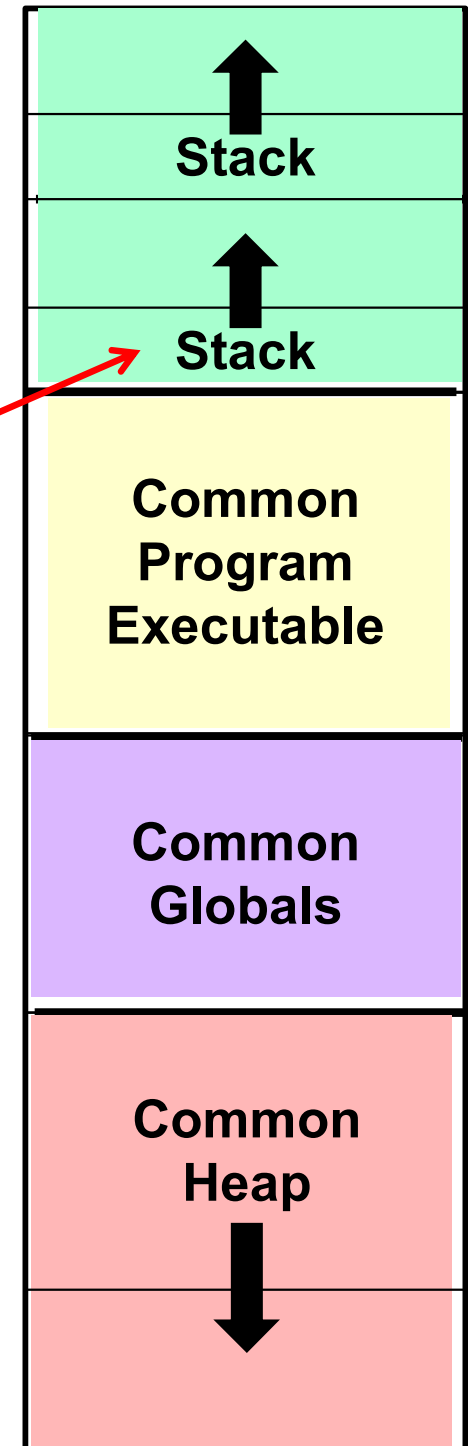 Stack
Stack
Common
Program
Executable
Common
Globals
Common
Heap